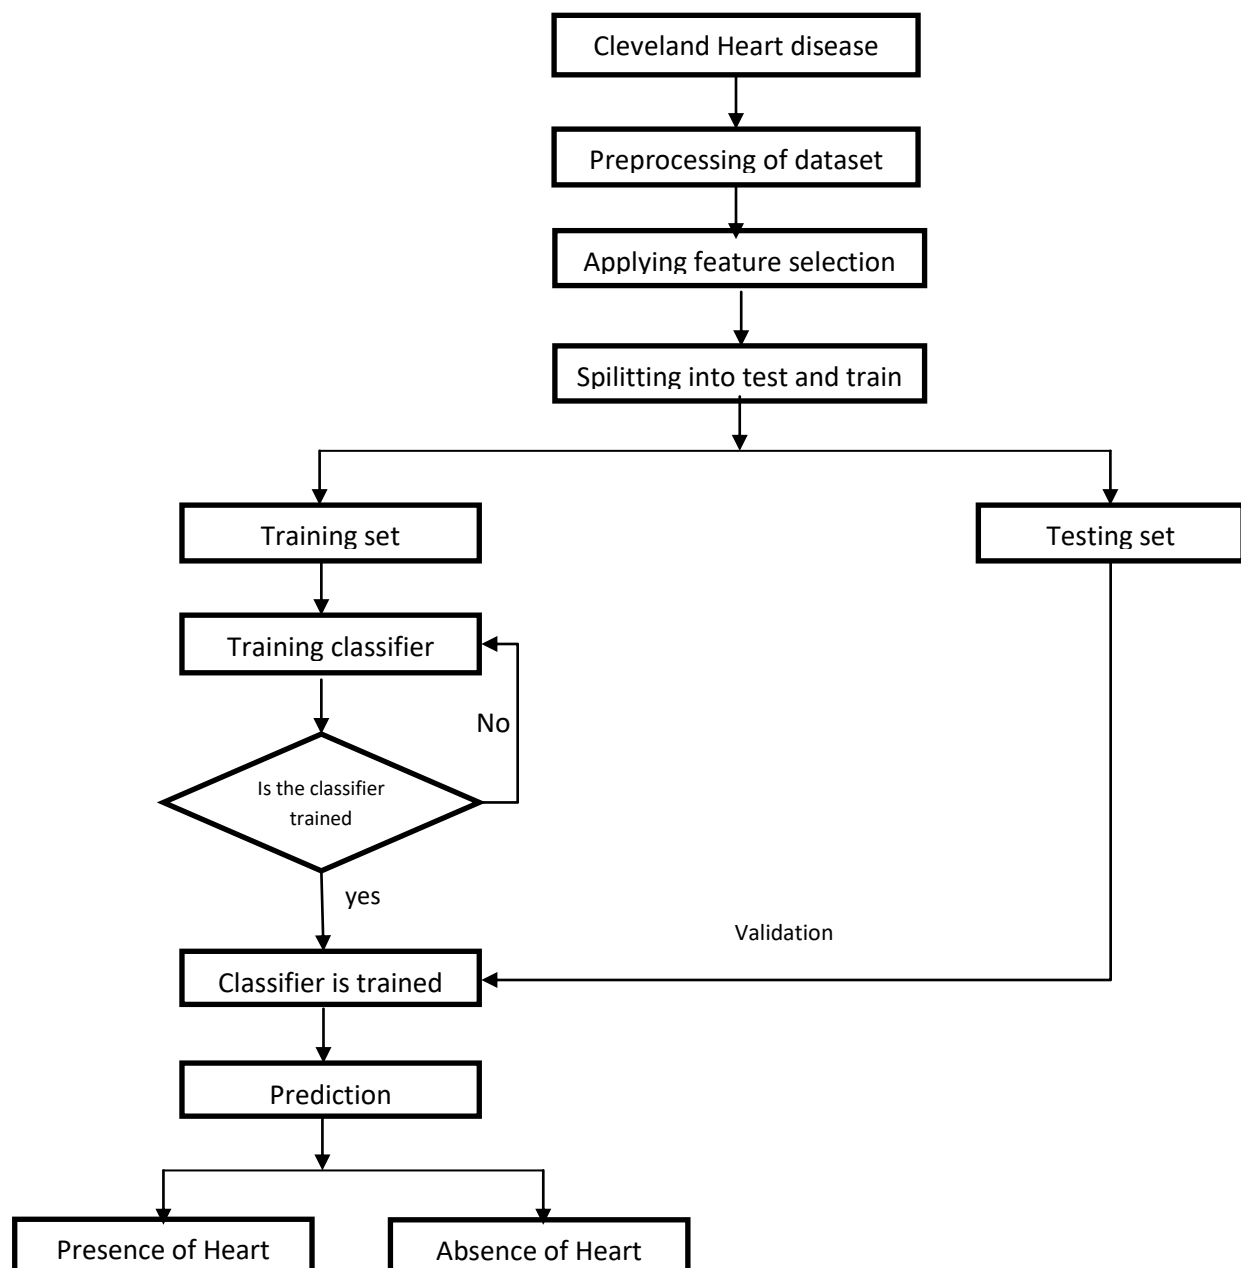 Cleveland Heart disease
Preprocessing of dataset
Applying feature selection
Spilitting into test and train
Training set
Testing set
Training classifier
No
Is the classifier
trained
yes
Validation
Classifier is trained
Prediction
Presence of Heart
Absence of Heart